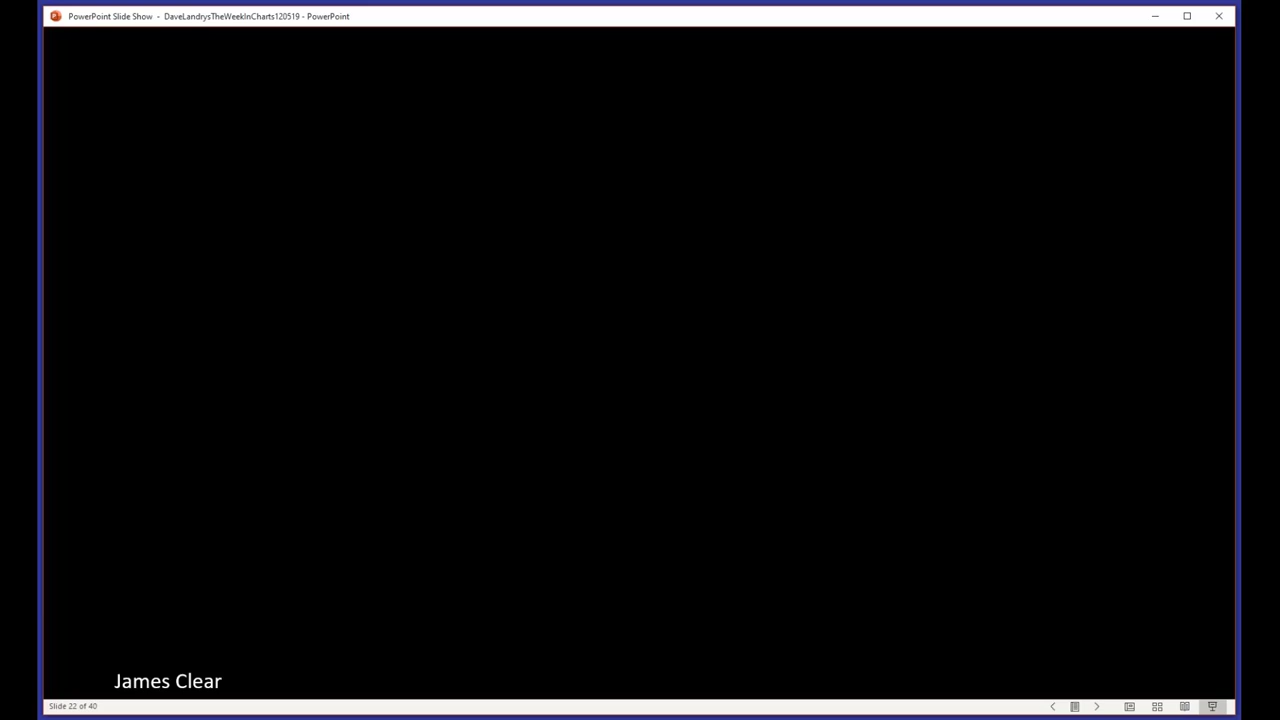 PowerPoint Slide Show - DaveLandrysTheWeekInCharts120519 - PowerPoint
James Clear
Slide 22 of 40